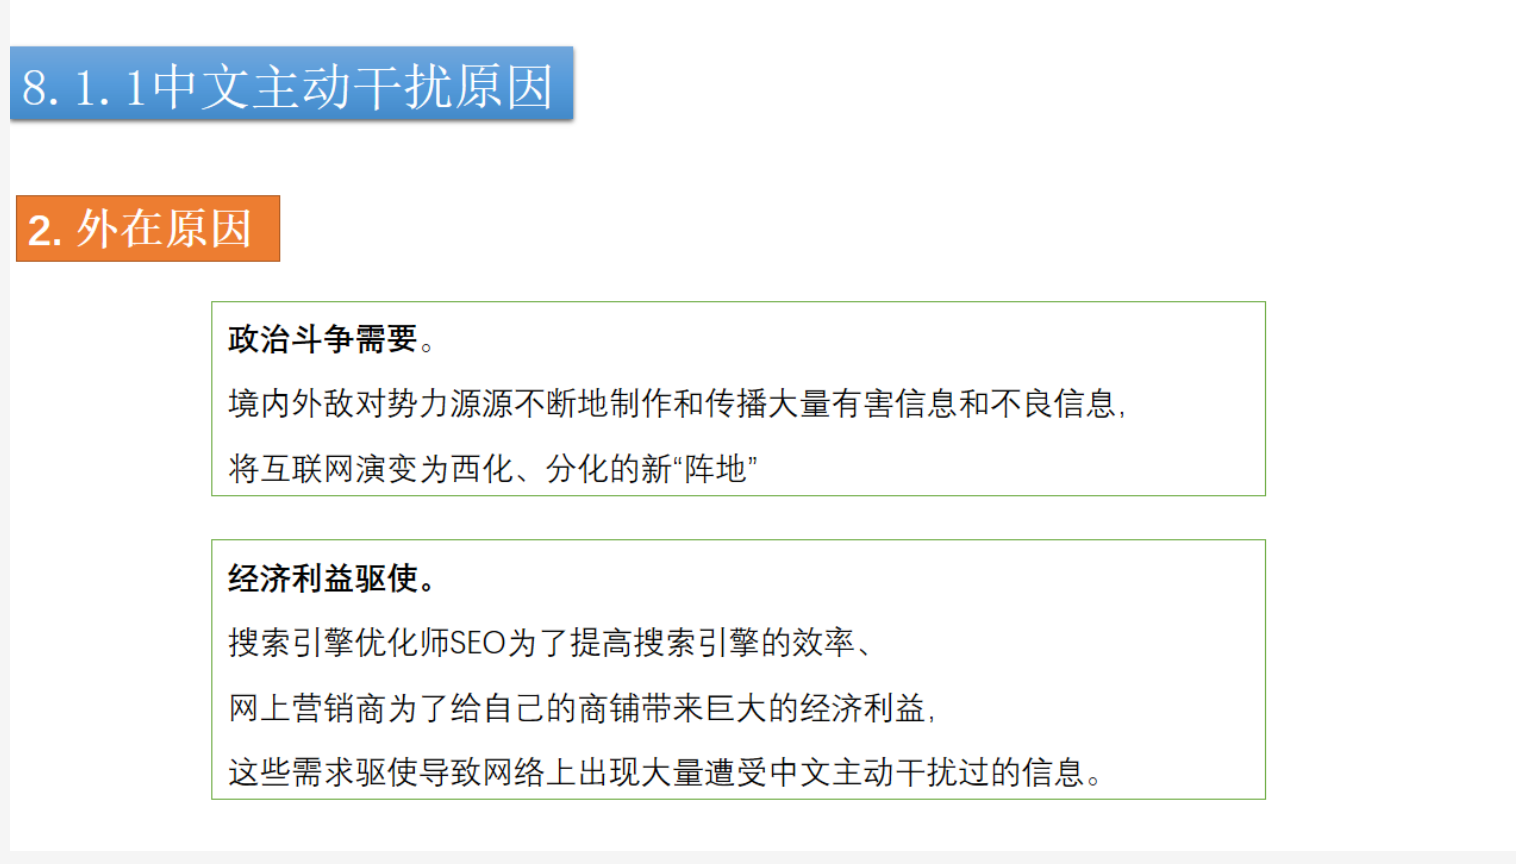 8.1.1中文主动干扰原因
2. 外在原因
政治斗争需要。
境内外敌对势力源源不断地制作和传播大量有害信息和不良信息,
将互联网演变为西化、分化的新“阵地”
经济利益驱使。
搜索引擎优化师SEO为了提高搜索引擎的效率、
网上营销商为了给自己的商铺带来巨大的经济利益,
这些需求驱使导致网络上出现大量遭受中文主动干扰过的信息。